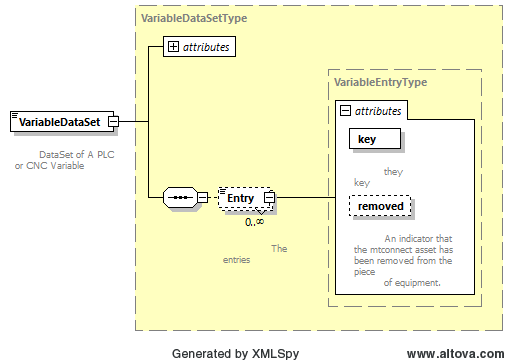 VariableDataSetType
attributes
VariableEntryType
attributes
VariableDataSet
key
DataSet of A PLC
or CNC Variable
they
key
Entry
removed
0..∞
An indicator that
the mtconnect asset has
been removed from the
piece
of equipment.
The
entries
Generated by XMLSpy
www.altova.com